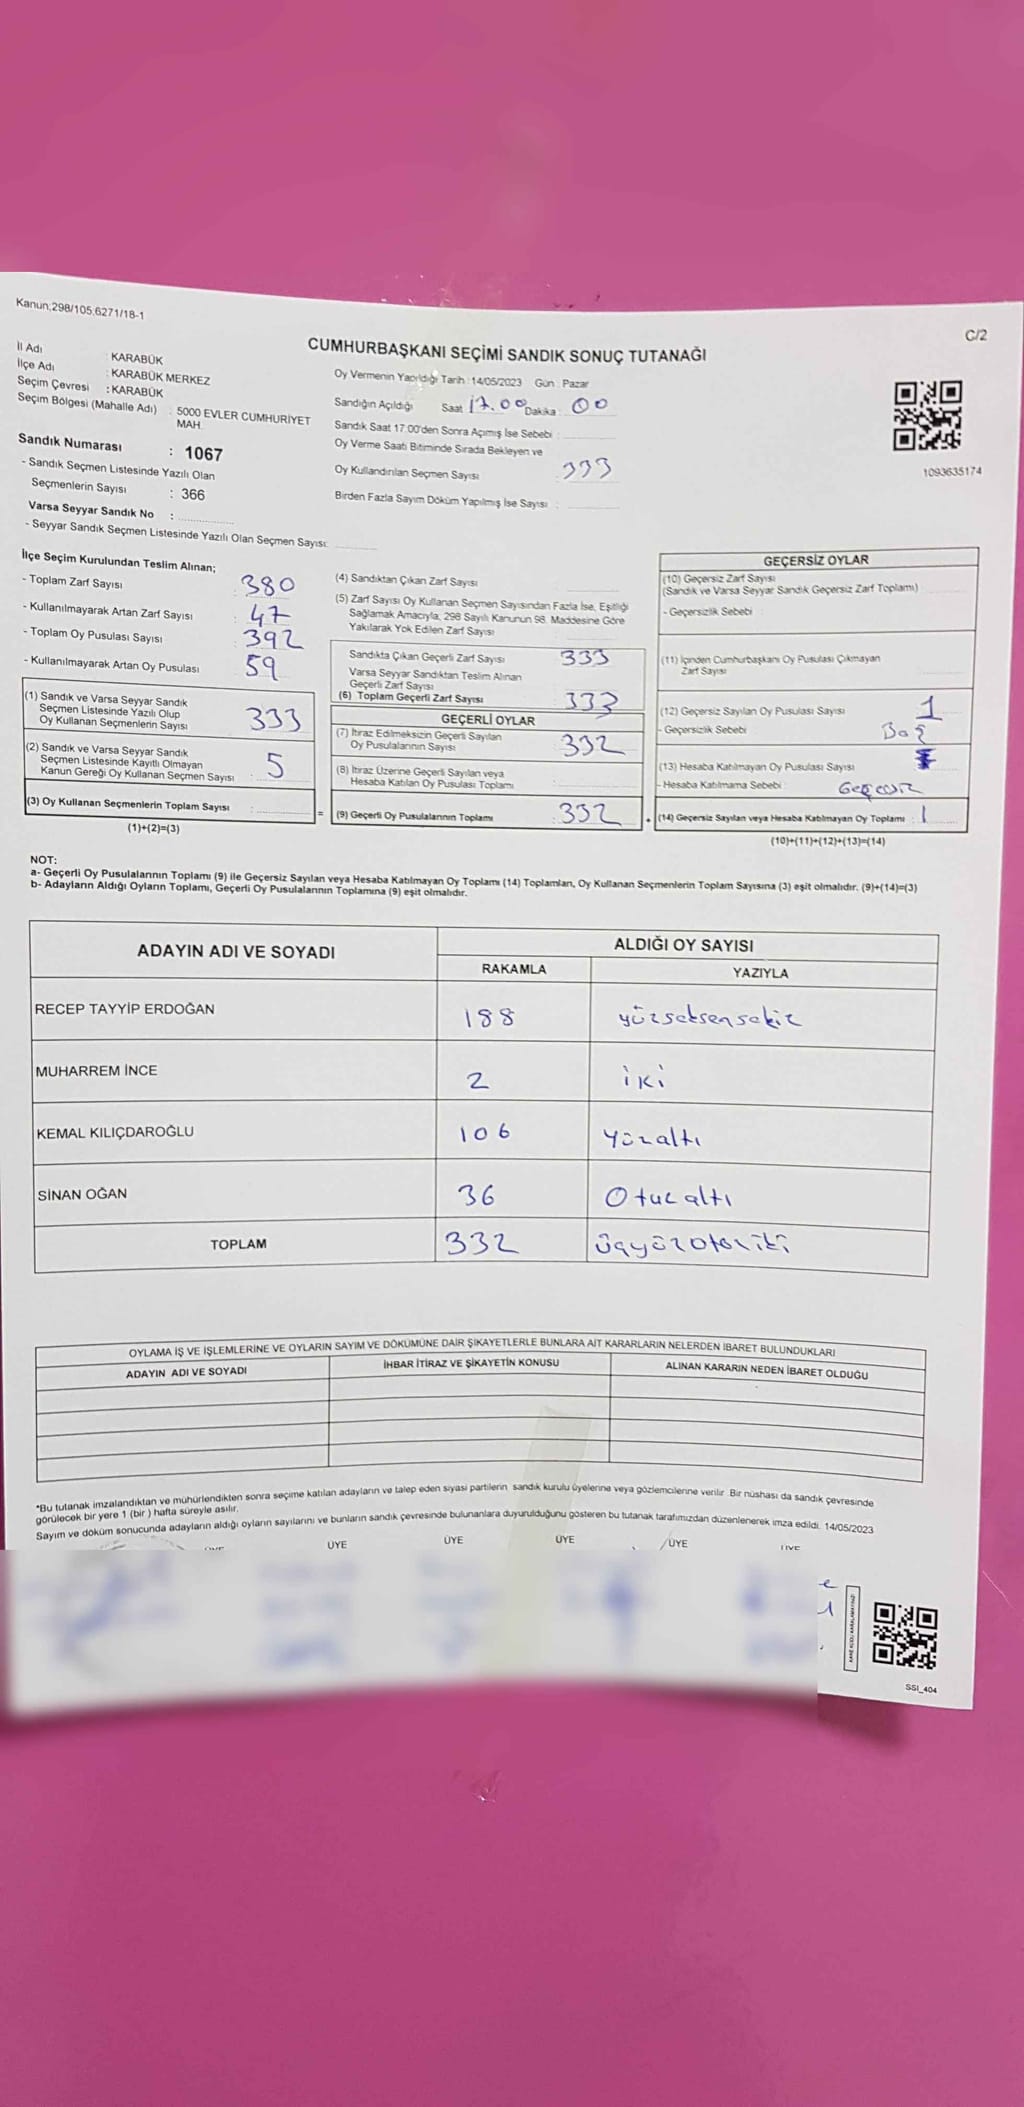 Kanun;298/105;6271/18-1
C/2
CUMHURBAŞKANI SEÇİMİ SANDIK SONUÇ TUTANAĞI
İl Adı : KARABÜK
İlçe Adı : KARABÜK MERKEZ
Seçim Çevresi : KARABÜK
Seçim Bölgesi (Mahalle Adı) : 5000 EVLER CUMHURİYET
MAH.
Sandık Numarası : 1067
- Sandık Seçmen Listesinde Yazılı Olan
Seçmenlerin Sayısı : 366
Varsa Seyyar Sandık No :
- Seyyar Sandık Seçmen Listesinde Yazılı Olan Seçmen Sayısı:
Oy Vermenin Yapıldığı Tarih : 14/05/2023 Gün : Pazar
Sandığın Açıldığı Saat 17.00 Dakika : 00
Sandık Saat 17:00'den Sonra Açımış İse Sebebi :
Oy Verme Saati Bitiminde Sırada Bekleyen ve
Oy Kullandırılan Seçmen Sayısı : 333
Birden Fazla Sayım Döküm Yapılmış İse Sayısı :
1093635174
İlçe Seçim Kurulundan Teslim Alınan;
- Toplam Zarf Sayısı : 380
- Kullanılmayarak Artan Zarf Sayısı : 47
- Toplam Oy Pusulası Sayısı : 392
- Kullanılmayarak Artan Oy Pusulası : 59
(1) Sandık ve Varsa Seyyar Sandık
Seçmen Listesinde Yazılı Olup
Oy Kullanan Seçmenlerin Sayısı : 333
(2) Sandık ve Varsa Seyyar Sandık
Seçmen Listesinde Kayıtlı Olmayan
Kanun Gereği Oy Kullanan Seçmen Sayısı : 5
(3) Oy Kullanan Seçmenlerin Toplam Sayısı :
(1)+(2)=(3)
(4) Sandıktan Çıkan Zarf Sayısı
(5) Zarf Sayısı Oy Kullanan Seçmen Sayısından Fazla İse, Eşitliği
Sağlamak Amacıyla, 298 Sayılı Kanunun 98. Maddesine Göre
Yakılarak Yok Edilen Zarf Sayısı
Sandıkta Çıkan Geçerli Zarf Sayısı 333
Varsa Seyyar Sandıktan Teslim Alınan
Geçerli Zarf Sayısı
(6) Toplam Geçerli Zarf Sayısı 333
GEÇERLİ OYLAR
(7) İtiraz Edilmeksizin Geçerli Sayılan
Oy Pusulalarının Sayısı 332
(8) İtiraz Üzerine Geçerli Sayılan veya
Hesaba Katılan Oy Pusulası Toplamı
= (9) Geçerli Oy Pusulalarının Toplamı : 332
GEÇERSİZ OYLAR
(10) Geçersiz Zarf Sayısı
(Sandık ve Varsa Seyyar Sandık Geçersiz Zarf Toplamı)
- Geçersizlik Sebebi :
(11) İçinden Cumhurbaşkanı Oy Pusulası Çıkmayan
Zarf Sayısı
(12) Geçersiz Sayılan Oy Pusulası Sayısı 1
- Geçersizlik Sebebi Boş
(13) Hesaba Katılmayan Oy Pusulası Sayısı
- Hesaba Katılmama Sebebi :
+ (14) Geçersiz Sayılan veya Hesaba Katılmayan Oy Toplamı : 1
(10)+(11)+(12)+(13)=(14)
NOT:
a- Geçerli Oy Pusulalarının Toplamı (9) ile Geçersiz Sayılan veya Hesaba Katılmayan Oy Toplamı (14) Toplamları, Oy Kullanan Seçmenlerin Toplam Sayısına (3) eşit olmalıdır. (9)+(14)=(3)
b- Adayların Aldığı Oyların Toplamı, Geçerli Oy Pusulalarının Toplamına (9) eşit olmalıdır.
ADAYIN ADI VE SOYADI ALDIĞI OY SAYISI
RAKAMLA YAZIYLA
RECEP TAYYİP ERDOĞAN 188 yüzseksensekiz
MUHARREM İNCE 2 iki
KEMAL KILIÇDAROĞLU 106 yüzaltı
SİNAN OĞAN 36 Otuzaltı
TOPLAM 332 üçyüzotuziki
OYLAMA İŞ VE İŞLEMLERİNE VE OYLARIN SAYIM VE DÖKÜMÜNE DAİR ŞİKAYETLERLE BUNLARA AİT KARARLARIN NELERDEN İBARET BULUNDUKLARI
ADAYIN ADI VE SOYADI İHBAR İTİRAZ VE ŞİKAYETİN KONUSU ALINAN KARARIN NEDEN İBARET OLDUĞU
*Bu tutanak imzalandıktan ve mühürlendikten sonra seçime katılan adayların ve talep eden siyasi partilerin sandık kurulu üyelerine veya gözlemcilerine verilir. Bir nüshası da sandık çevresinde
görülecek bir yere 1 (bir ) hafta süreyle asılır.
Sayım ve döküm sonucunda adayların aldığı oyların sayılarını ve bunların sandık çevresinde bulunanlara duyurulduğunu gösteren bu tutanak tarafımızdan düzenlenerek imza edildi. 14/05/2023
ÜYE ÜYE ÜYE ÜYE ÜYE ÜYE
SSI_404